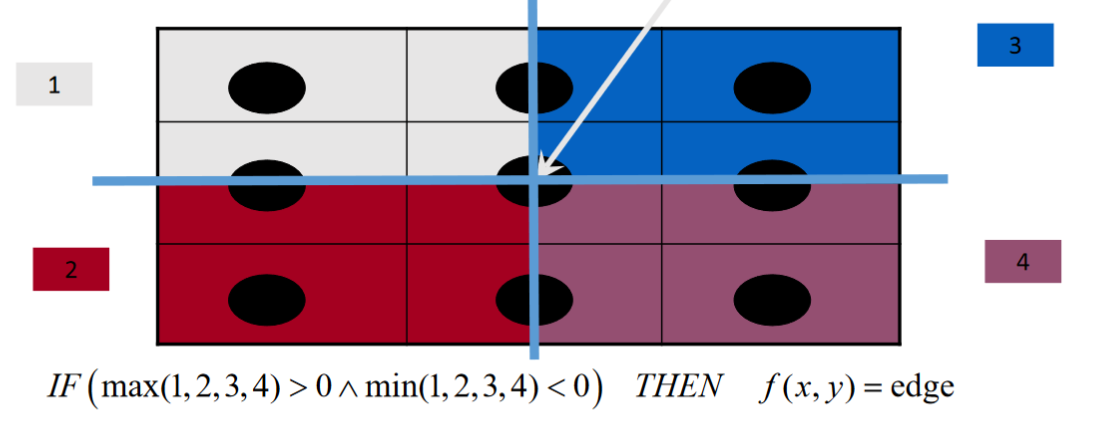 3
1
2
4
IF (max(1,2,3,4) > 0 ∧ min(1,2,3,4) < 0) THEN f(x, y) = edge